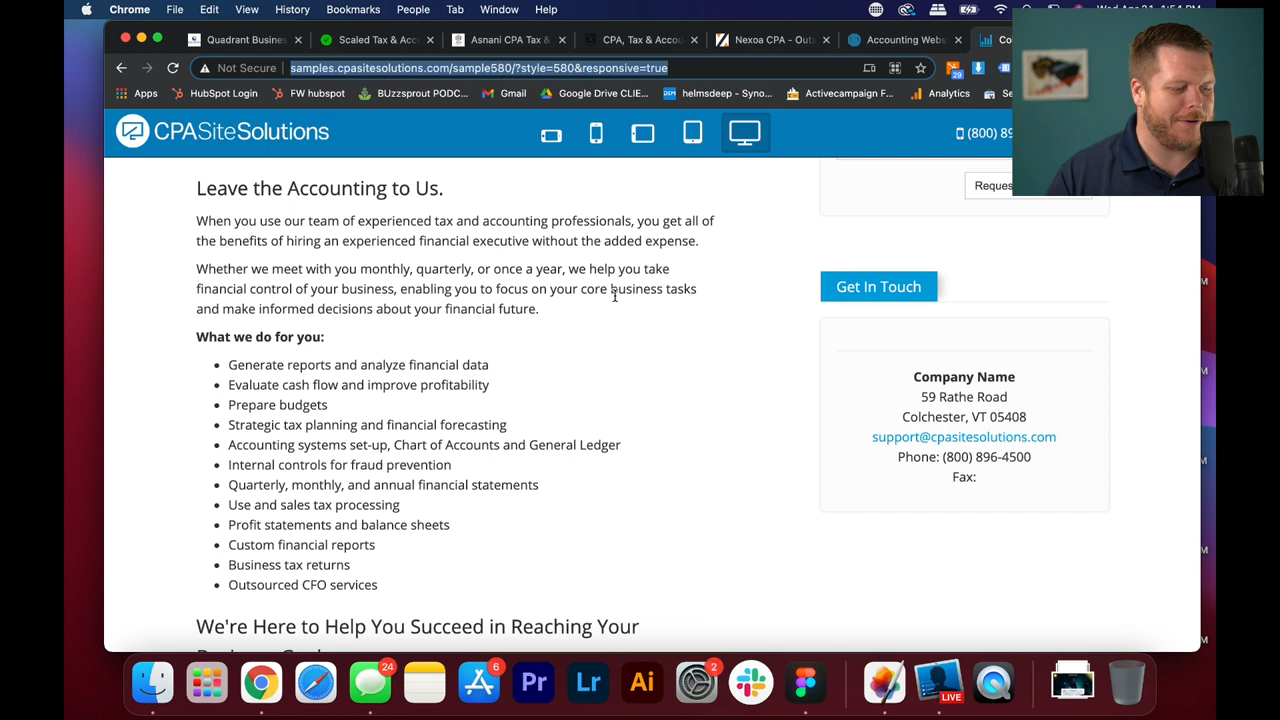 Chrome File Edit View History Bookmarks People Tab Window Help
Quadrant Busines
Scaled Tax & Acc
Asnani CPA Tax &
CPA, Tax & Accou
Nexoa CPA - Outs
Accounting Webs
Co
Not Secure samples.cpasitesolutions.com/sample580/?style=580&responsive=true
29
Apps HubSpot Login FW hubspot BUzzsprout PODC... Gmail Google Drive CLIE... helmsdeep - Syno... Activecampaign F... Analytics Se
CPASiteSolutions
(800) 89
Reques
Leave the Accounting to Us.
When you use our team of experienced tax and accounting professionals, you get all of
the benefits of hiring an experienced financial executive without the added expense.
Whether we meet with you monthly, quarterly, or once a year, we help you take
financial control of your business, enabling you to focus on your core business tasks
and make informed decisions about your financial future.
What we do for you:
Generate reports and analyze financial data
Evaluate cash flow and improve profitability
Prepare budgets
Strategic tax planning and financial forecasting
Accounting systems set-up, Chart of Accounts and General Ledger
Internal controls for fraud prevention
Quarterly, monthly, and annual financial statements
Use and sales tax processing
Profit statements and balance sheets
Custom financial reports
Business tax returns
Outsourced CFO services
We're Here to Help You Succeed in Reaching Your
Get In Touch
Company Name
59 Rathe Road
Colchester, VT 05408
support@cpasitesolutions.com
Phone: (800) 896-4500
Fax:
24
6
Pr
Lr
Ai
2
LIVE